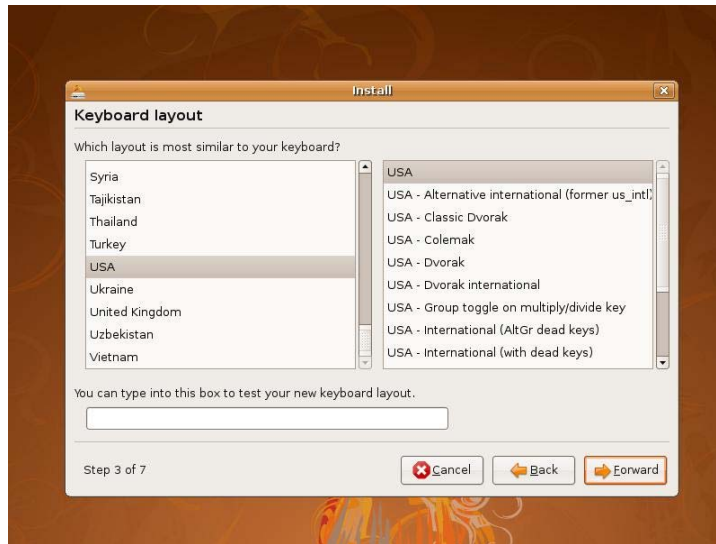 Install
Keyboard layout
Which layout is most similar to your keyboard?
Syria
Tajikistan
Thailand
Turkey
USA
Ukraine
United Kingdom
Uzbekistan
Vietnam
USA
USA - Alternative international (former us_intl)
USA - Classic Dvorak
USA - Colemak
USA - Dvorak
USA - Dvorak international
USA - Group toggle on multiply/divide key
USA - International (AltGr dead keys)
USA - International (with dead keys)
You can type into this box to test your new keyboard layout.
Step 3 of 7
Cancel
Back
Forward